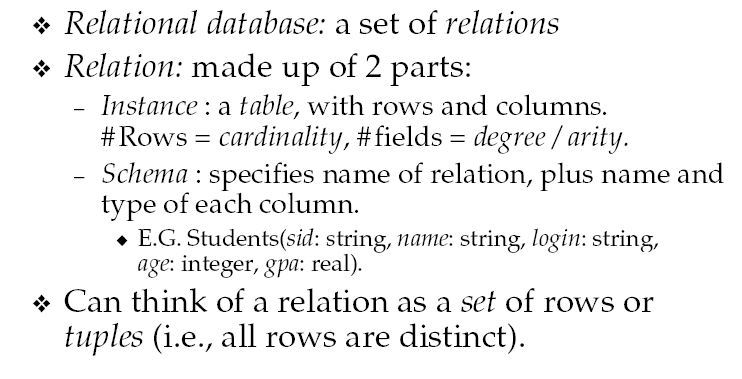 ❖ Relational database: a set of relations
❖ Relation: made up of 2 parts:
– Instance : a table, with rows and columns.
#Rows = cardinality, #fields = degree / arity.
– Schema : specifies name of relation, plus name and
type of each column.
◆ E.G. Students(sid: string, name: string, login: string,
age: integer, gpa: real).
❖ Can think of a relation as a set of rows or
tuples (i.e., all rows are distinct).